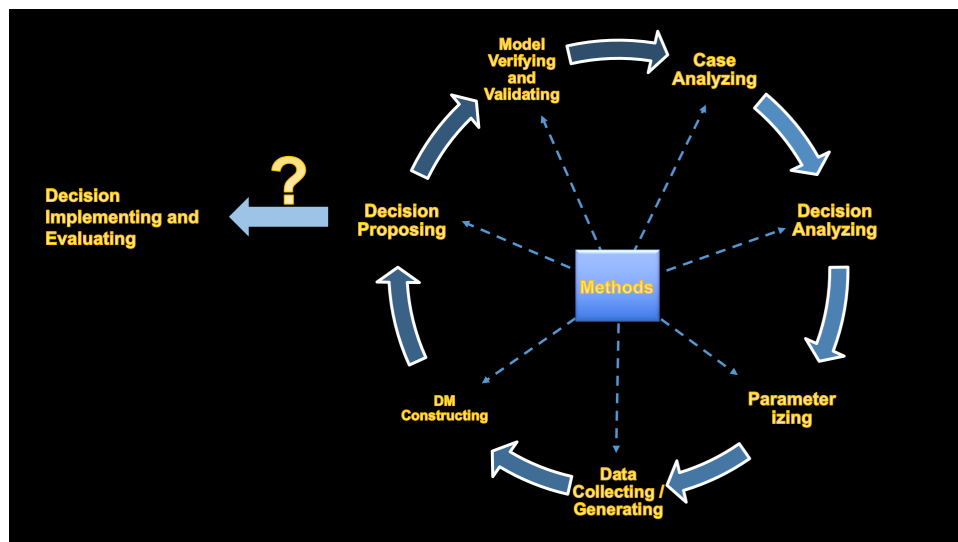 Model
Verifying
and
Validating
Case
Analyzing
?
Decision
Implementing and
Evaluating
Decision
Proposing
Decision
Analyzing
Methods
DM
Constructing
Parameter
izing
Data
Collecting /
Generating